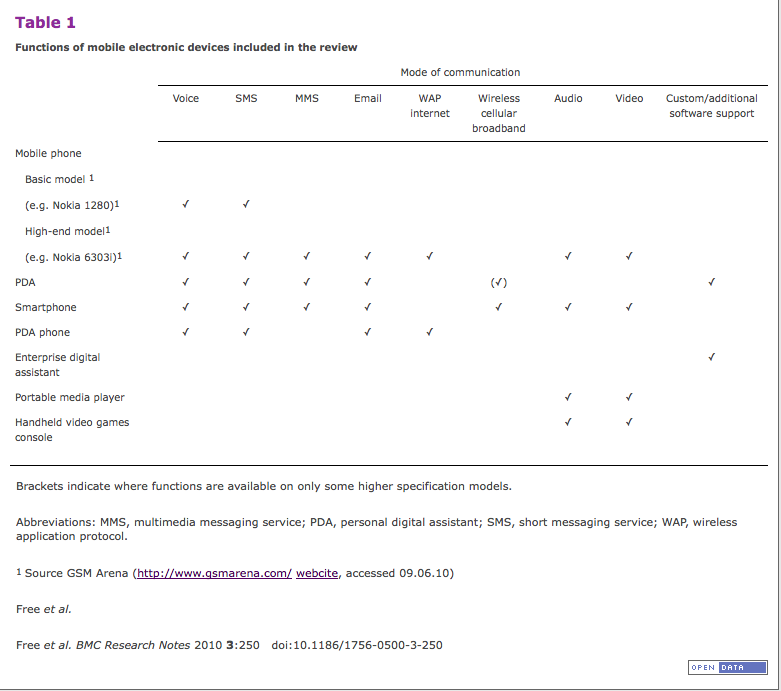 Table 1
Functions of mobile electronic devices included in the review
Mode of communication
Voice SMS MMS Email WAP internet Wireless cellular broadband Audio Video Custom/additional software support
Mobile phone
Basic model 1
(e.g. Nokia 1280)1 ✓ ✓
High-end model1
(e.g. Nokia 6303i)1 ✓ ✓ ✓ ✓ ✓ ✓ ✓
PDA ✓ ✓ ✓ ✓ (✓) ✓
Smartphone ✓ ✓ ✓ ✓ ✓ ✓ ✓
PDA phone ✓ ✓ ✓ ✓
Enterprise digital assistant ✓
Portable media player ✓ ✓
Handheld video games console ✓ ✓
Brackets indicate where functions are available on only some higher specification models.
Abbreviations: MMS, multimedia messaging service; PDA, personal digital assistant; SMS, short messaging service; WAP, wireless
application protocol.
1 Source GSM Arena (http://www.gsmarena.com/ webcite, accessed 09.06.10)
Free et al.
Free et al. BMC Research Notes 2010 3:250 doi:10.1186/1756-0500-3-250
OPEN DATA